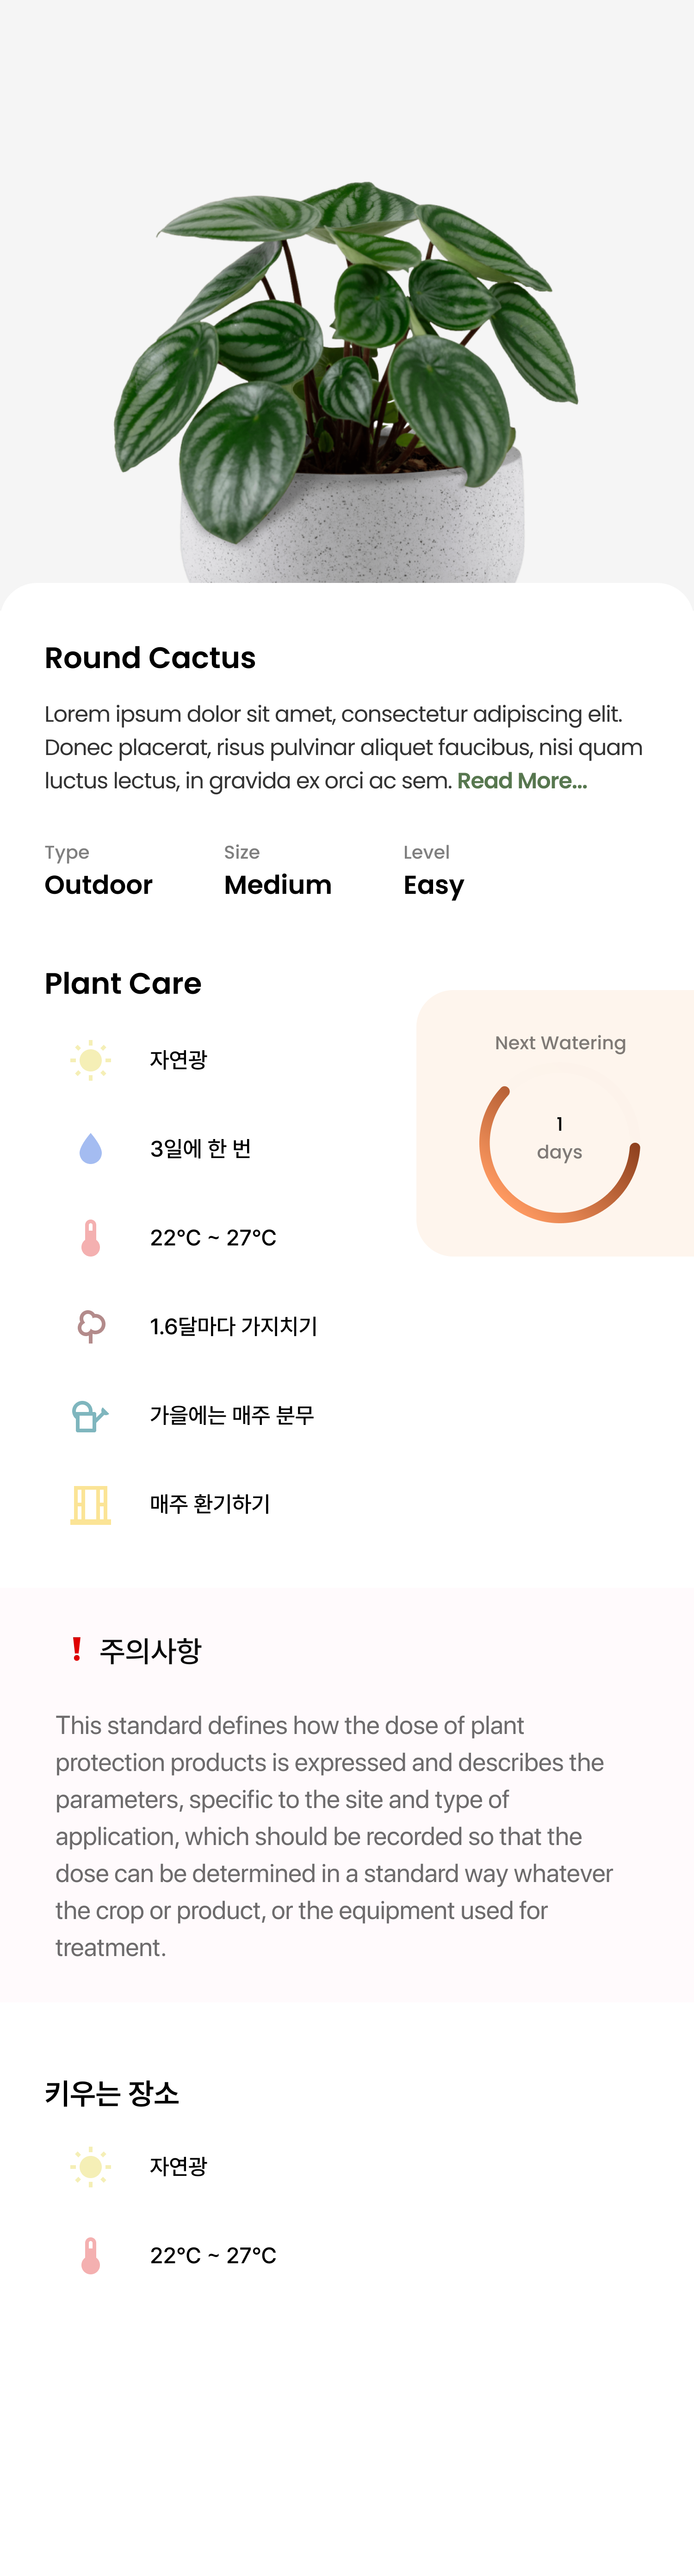 Round Cactus
Lorem ipsum dolor sit amet, consectetur adipiscing elit.
Donec placerat, risus pulvinar aliquet faucibus, nisi quam
luctus lectus, in gravida ex orci ac sem. Read More...
Type
Outdoor
Size
Medium
Level
Easy
Plant Care
자연광
3일에 한 번
22°C ~ 27°C
1.6달마다 가지치기
가을에는 매주 분무
매주 환기하기
Next Watering
1
days
주의사항
This standard defines how the dose of plant
protection products is expressed and describes the
parameters, specific to the site and type of
application, which should be recorded so that the
dose can be determined in a standard way whatever
the crop or product, or the equipment used for
treatment.
키우는 장소
자연광
22°C ~ 27°C